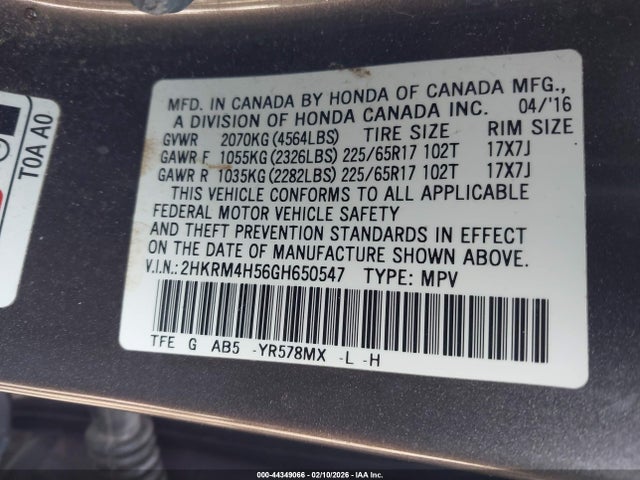 MFD. IN CANADA BY HONDA OF CANADA MFG.,
A DIVISION OF HONDA CANADA INC. 04/'16
GVWR 2070KG (4564LBS) TIRE SIZE RIM SIZE
GAWR F 1055KG (2326LBS) 225/65R17 102T 17X7J
GAWR R 1035KG (2282LBS) 225/65R17 102T 17X7J
THIS VEHICLE CONFORMS TO ALL APPLICABLE
FEDERAL MOTOR VEHICLE SAFETY
AND THEFT PREVENTION STANDARDS IN EFFECT
ON THE DATE OF MANUFACTURE SHOWN ABOVE.
V.I.N.: 2HKRM4H56GH650547 TYPE: MPV
TFE G AB5 -YR578MX -L -H
T0A A0
000-44349066 - 02/10/2026 - IAA Inc.